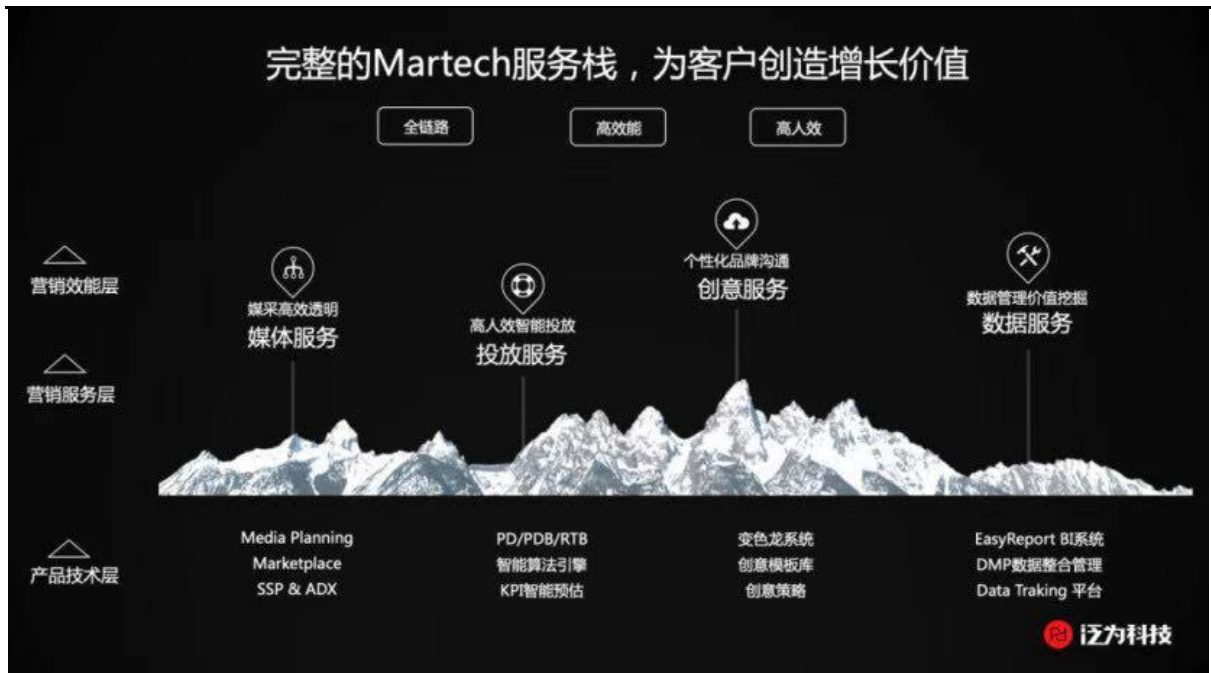 完整的Martech服务栈，为客户创造增长价值
全链路
高效能
高人效
营销效能层
营销服务层
产品技术层
媒采高效透明
媒体服务
高人效智能投放
投放服务
个性化品牌沟通
创意服务
数据管理价值挖掘
数据服务
Media Planning
Marketplace
SSP & ADX
PD/PDB/RTB
智能算法引擎
KPI智能预估
变色龙系统
创意模板库
创意策略
EasyReport BI系统
DMP数据整合管理
Data Traking 平台
泛为科技